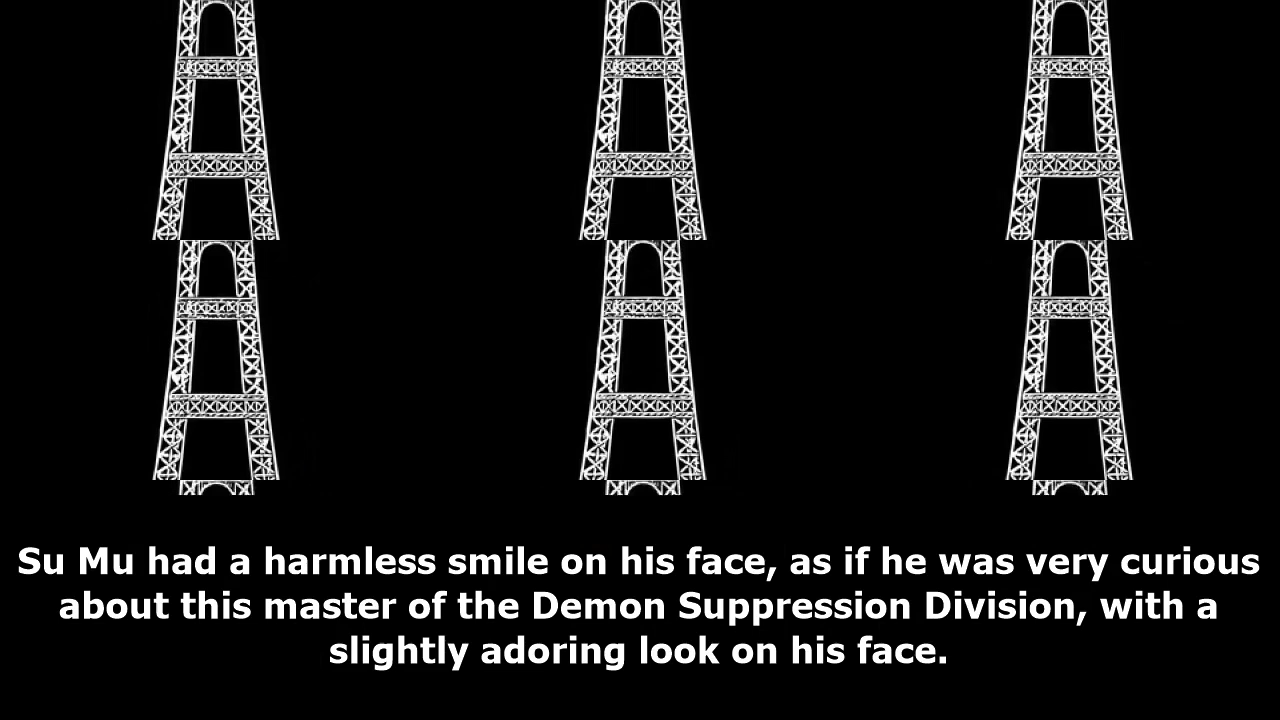 Su Mu had a harmless smile on his face, as if he was very curious
about this master of the Demon Suppression Division, with a
slightly adoring look on his face.